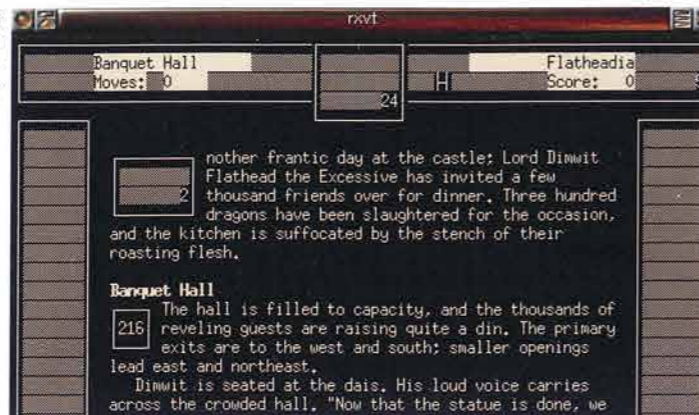 rxvt
Banquet Hall
Flatheadia
Moves: 0
H
Score: 0
24
nother frantic day at the castle; Lord Dimwit
Flathead the Excessive has invited a few
2
thousand friends over for dinner. Three hundred
dragons have been slaughtered for the occasion,
and the kitchen is suffocated by the stench of their
roasting flesh.
Banquet Hall
The hall is filled to capacity, and the thousands of
216
reveling guests are raising quite a din. The primary
exits are to the west and south; smaller openings
lead east and northeast.
Dimwit is seated at the dais. His loud voice carries
across the crowded hall. "Now that the statue is done, we